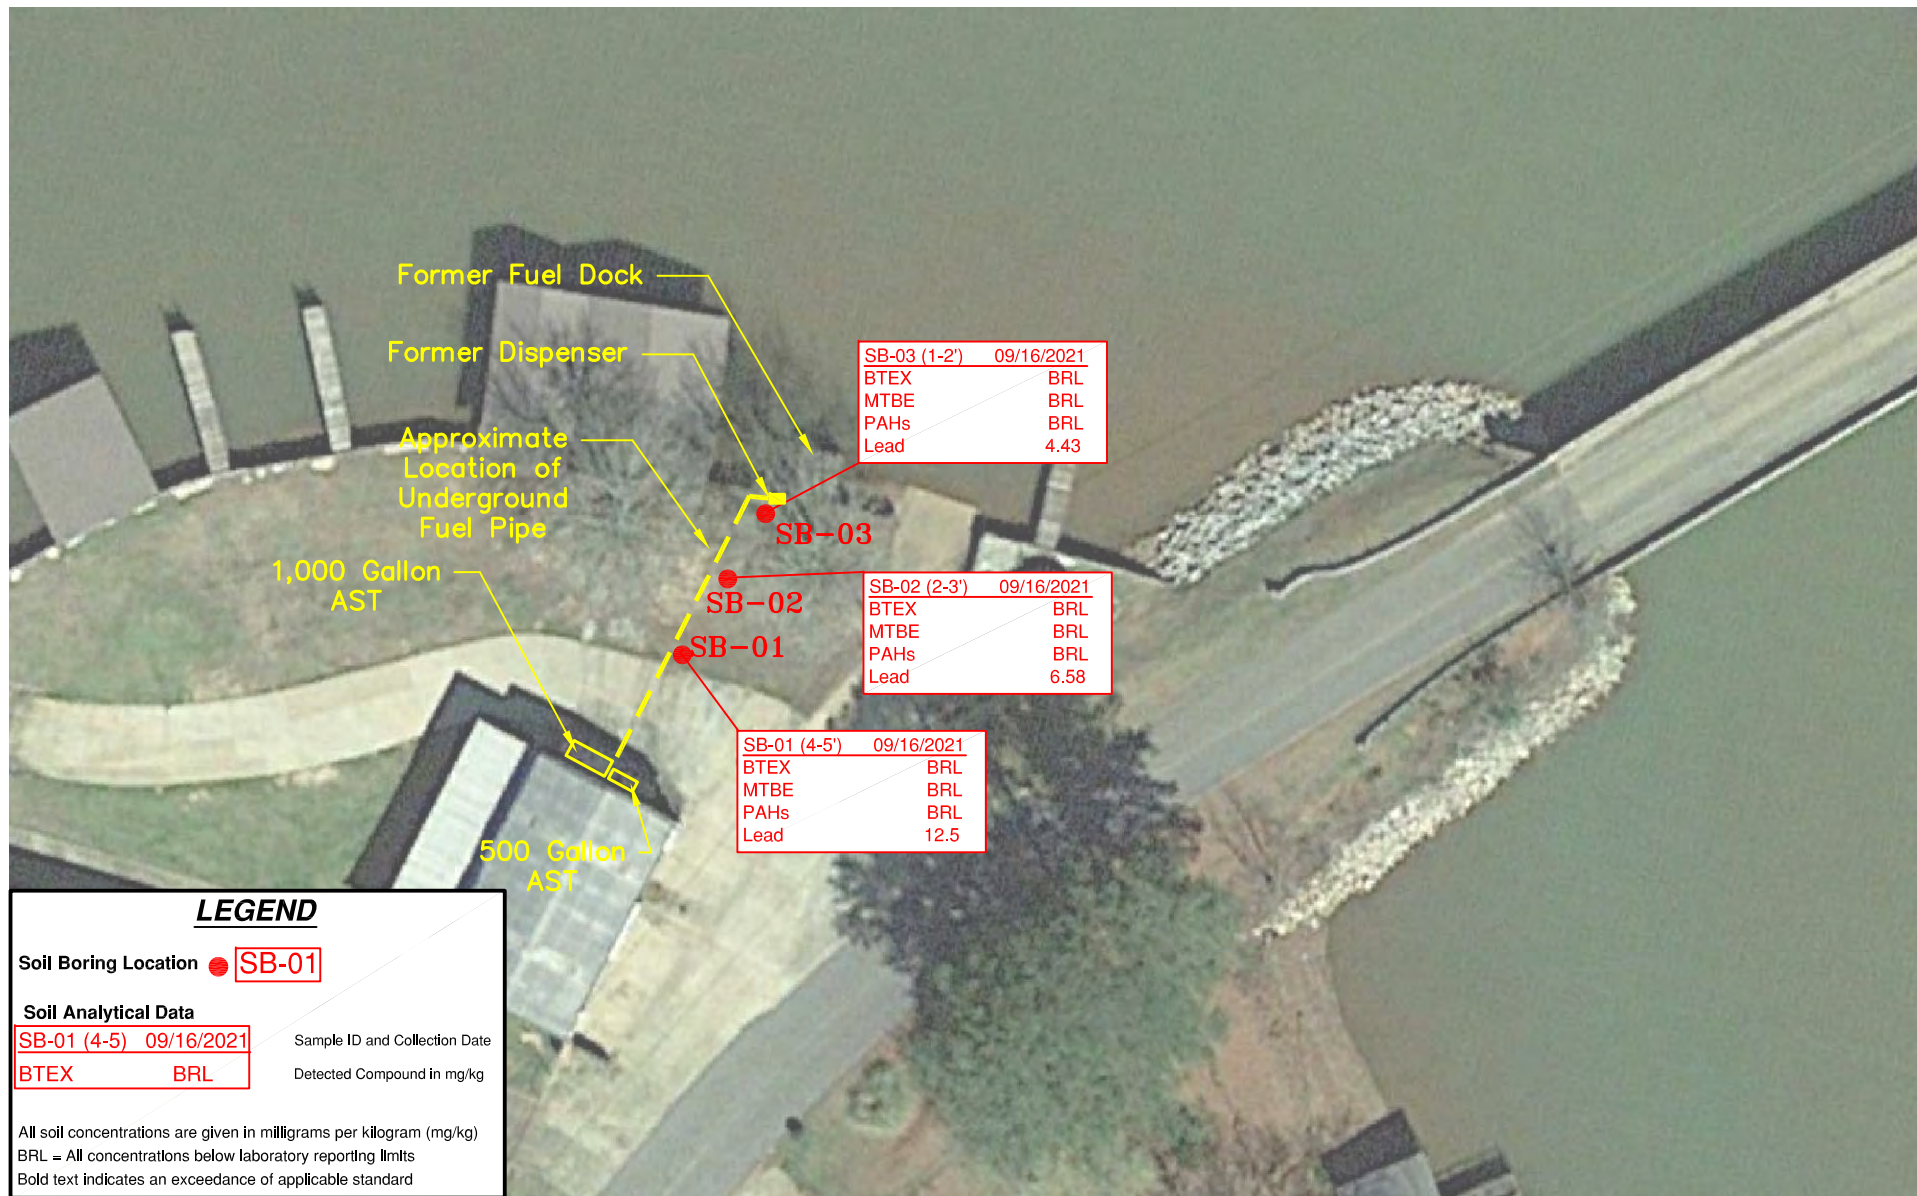 Former Fuel Dock
Former Dispenser
Approximate
Location of
Underground
Fuel Pipe
1,000 Gallon
AST
500 Gallon
AST
SB-03
SB-02
SB-01
SB-03 (1-2') 09/16/2021
BTEX BRL
MTBE BRL
PAHs BRL
Lead 4.43
SB-02 (2-3') 09/16/2021
BTEX BRL
MTBE BRL
PAHs BRL
Lead 6.58
SB-01 (4-5') 09/16/2021
BTEX BRL
MTBE BRL
PAHs BRL
Lead 12.5
LEGEND
Soil Boring Location SB-01
Soil Analytical Data
SB-01 (4-5) 09/16/2021 Sample ID and Collection Date
BTEX BRL Detected Compound in mg/kg
All soil concentrations are given in milligrams per kilogram (mg/kg)
BRL = All concentrations below laboratory reporting limits
Bold text indicates an exceedance of applicable standard